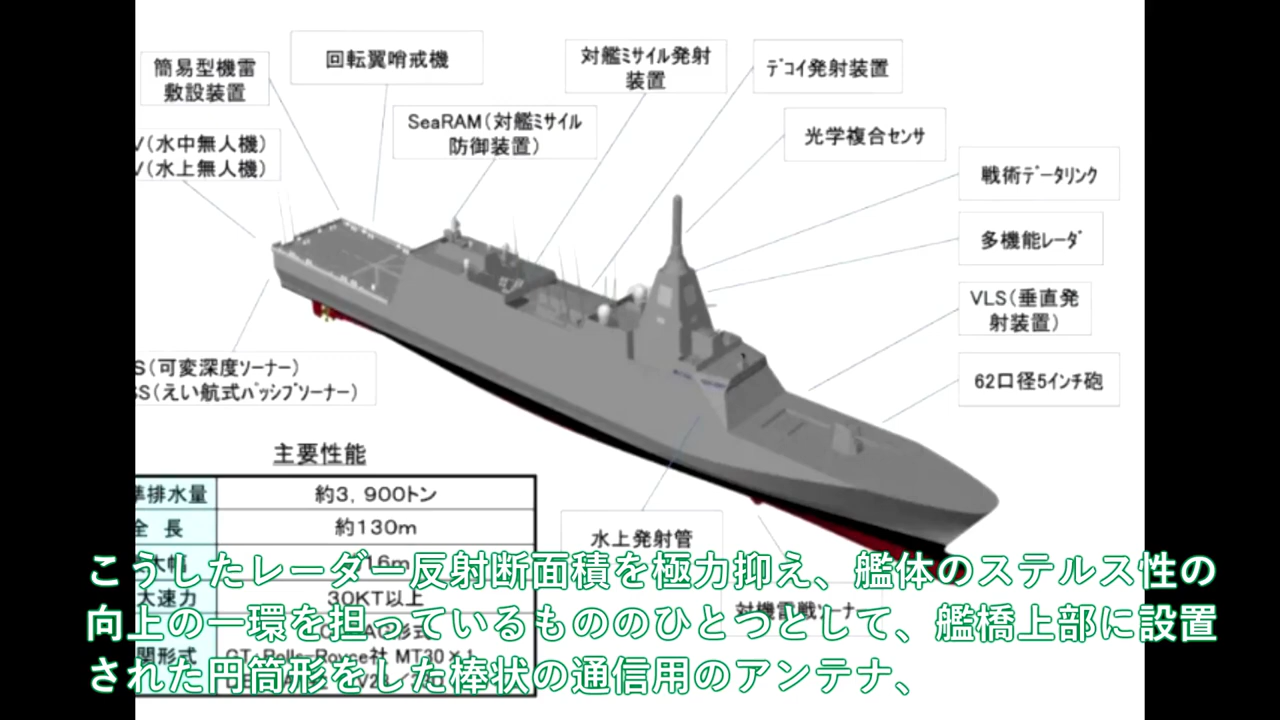 簡易型機雷
敷設装置
回転翼哨戒機
対艦ミサイル発射
装置
デコイ発射装置
SeaRAM(対艦ミサイル
防御装置)
光学複合センサ
V(水中無人機)
V(水上無人機)
戦術データリンク
多機能レーダ
VLS(垂直発
射装置)
62口径5インチ砲
S(可変深度ソーナー)
SS(えい航式パッシブソーナー)
主要性能
準排水量 約3,900トン
全 長 約130m
16m
大速力 30KT以上
関形式
水上発射管
対機雷戦ソーナー
こうしたレーダー反射断面積を極力抑え、艦体のステルス性の
向上の一環を担っているもののひとつとして、艦橋上部に設置
された円筒形をした棒状の通信用のアンテナ、